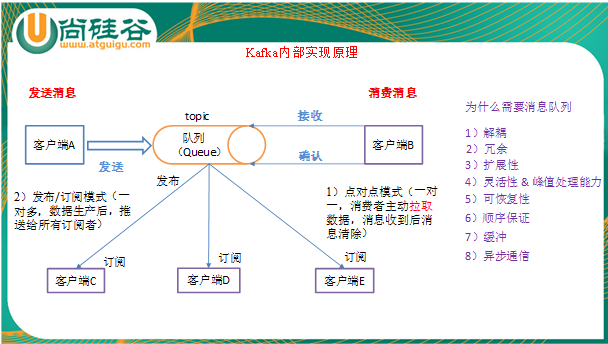 尚硅谷
www.atguigu.com
Kafka内部实现原理
发送消息
消费消息
topic
队列
(Queue)
客户端A
发送
接收
确认
客户端B
发布
2）发布/订阅模式（一
对多，数据生产后，推
送给所有订阅者）
1）点对点模式（一对
一，消费者主动拉取
数据，消息收到后消
息清除）
订阅
订阅
订阅
客户端C
客户端D
客户端E
为什么需要消息队列
1）解耦
2）冗余
3）扩展性
4）灵活性 & 峰值处理能力
5）可恢复性
6）顺序保证
7）缓冲
8）异步通信